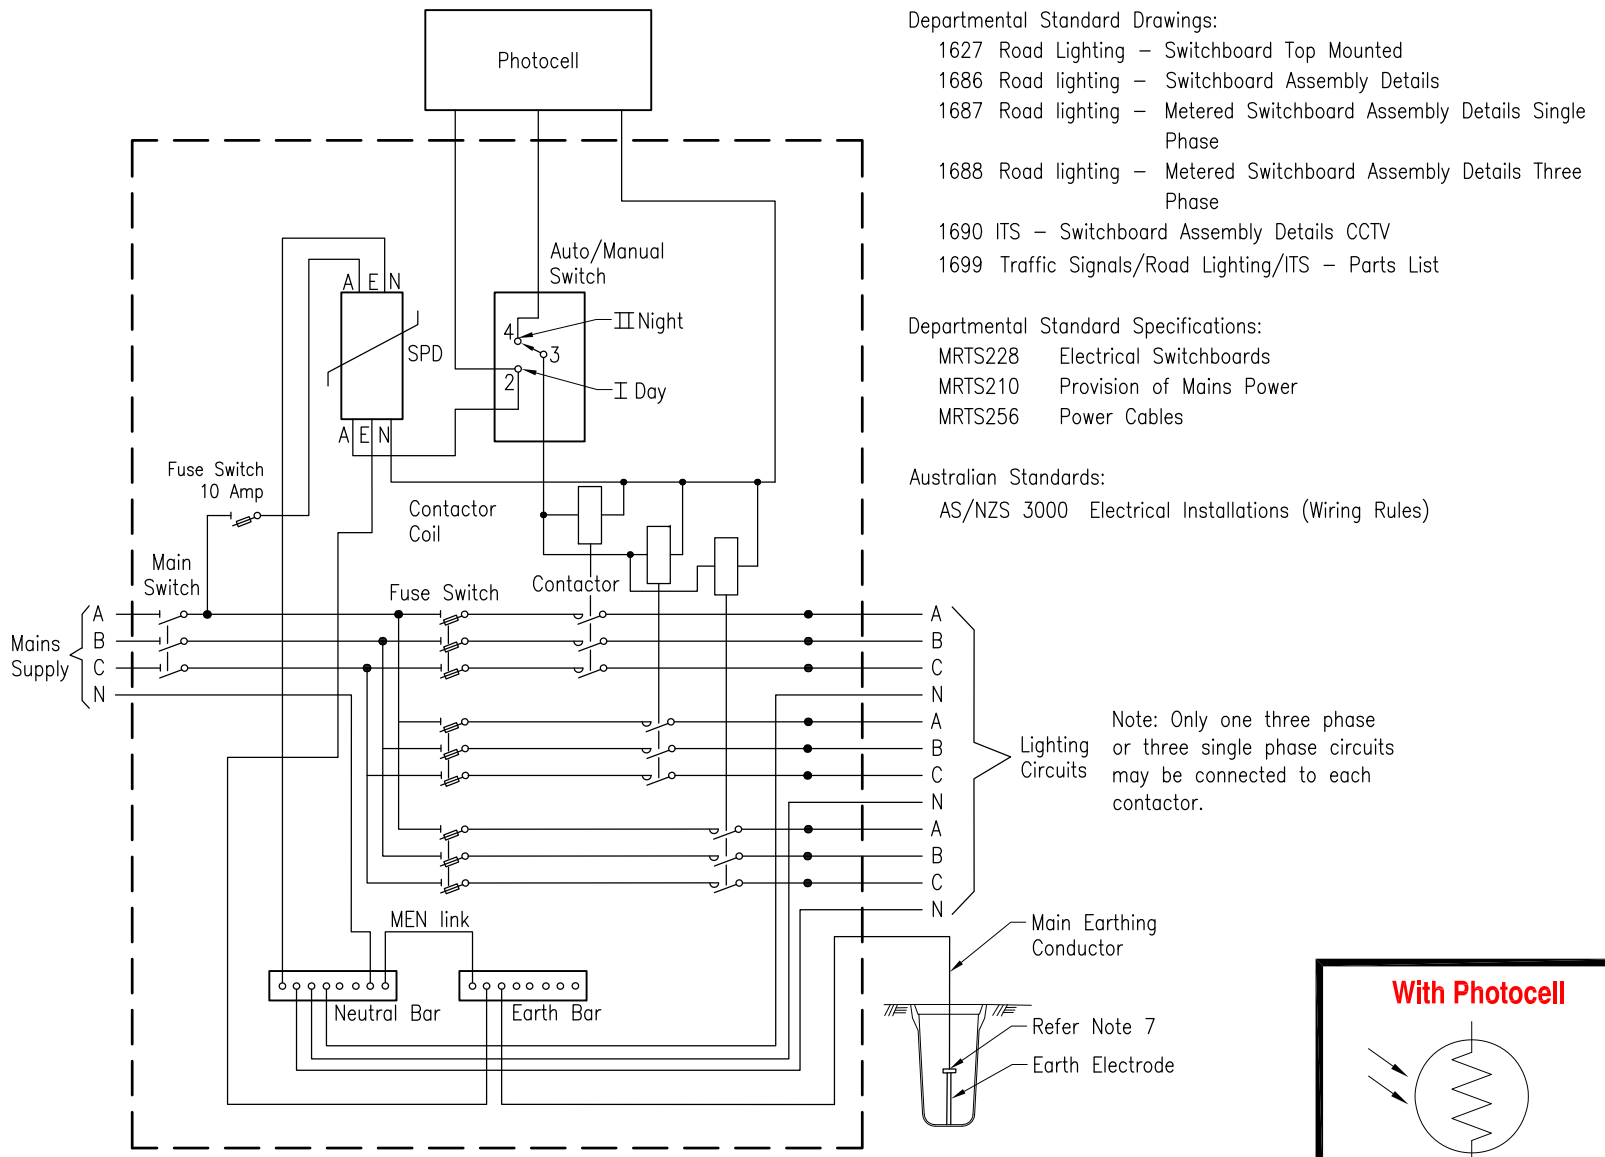 Photocell
Departmental Standard Drawings:
1627 Road Lighting – Switchboard Top Mounted
1686 Road lighting – Switchboard Assembly Details
1687 Road lighting – Metered Switchboard Assembly Details Single
Phase
1688 Road lighting – Metered Switchboard Assembly Details Three
Phase
1690 ITS – Switchboard Assembly Details CCTV
1699 Traffic Signals/Road Lighting/ITS – Parts List
Departmental Standard Specifications:
MRTS228 Electrical Switchboards
MRTS210 Provision of Mains Power
MRTS256 Power Cables
Australian Standards:
AS/NZS 3000 Electrical Installations (Wiring Rules)
Auto/Manual
Switch
A E N
SPD
A E N
4
3
2
II Night
I Day
Fuse Switch
10 Amp
Contactor
Coil
Main
Switch
Fuse Switch
Contactor
Mains
Supply
A
B
C
N
A
B
C
N
A
B
C
N
A
B
C
N
Lighting
Circuits
Note: Only one three phase
or three single phase circuits
may be connected to each
contactor.
MEN link
Neutral Bar
Earth Bar
Main Earthing
Conductor
Refer Note 7
Earth Electrode
With Photocell